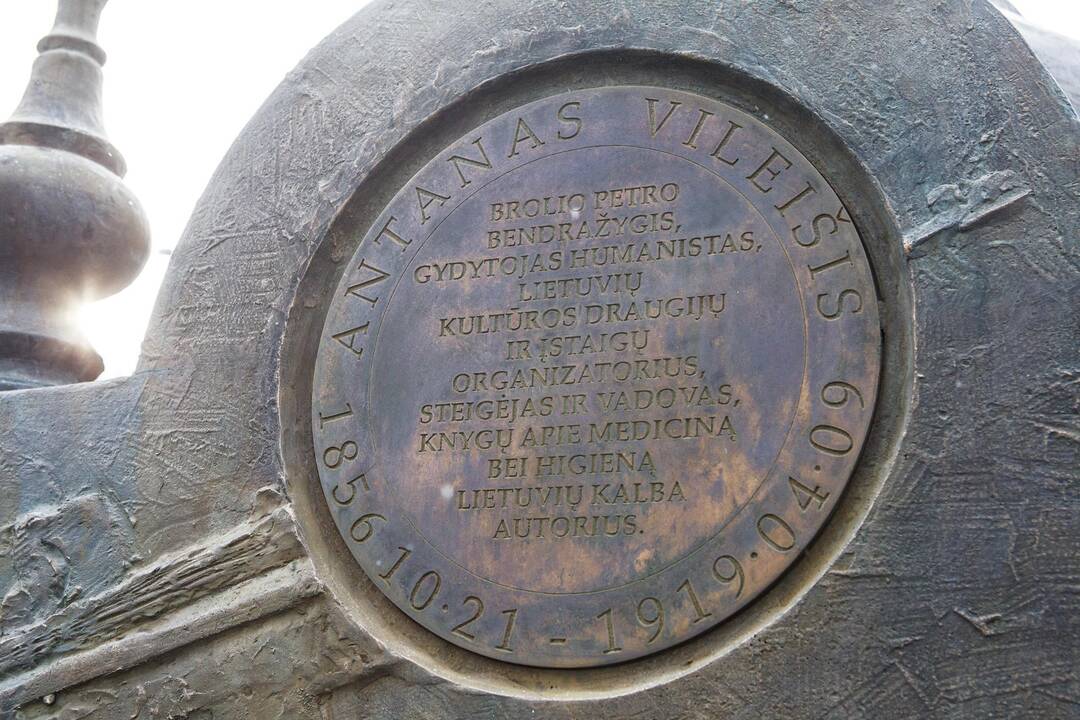 ANTANAS VILEIŠIS
BROLIO PETRO
BENDRAŽYGIS,
GYDYTOJAS HUMANISTAS,
LIETUVIŲ
KULTŪROS DRAUGIJŲ
IR ĮSTAIGŲ
ORGANIZATORIUS,
STEIGĖJAS IR VADOVAS,
KNYGŲ APIE MEDICINĄ
BEI HIGIENĄ
LIETUVIŲ KALBA
AUTORIUS.
1856 10·21 - 1919·04·09